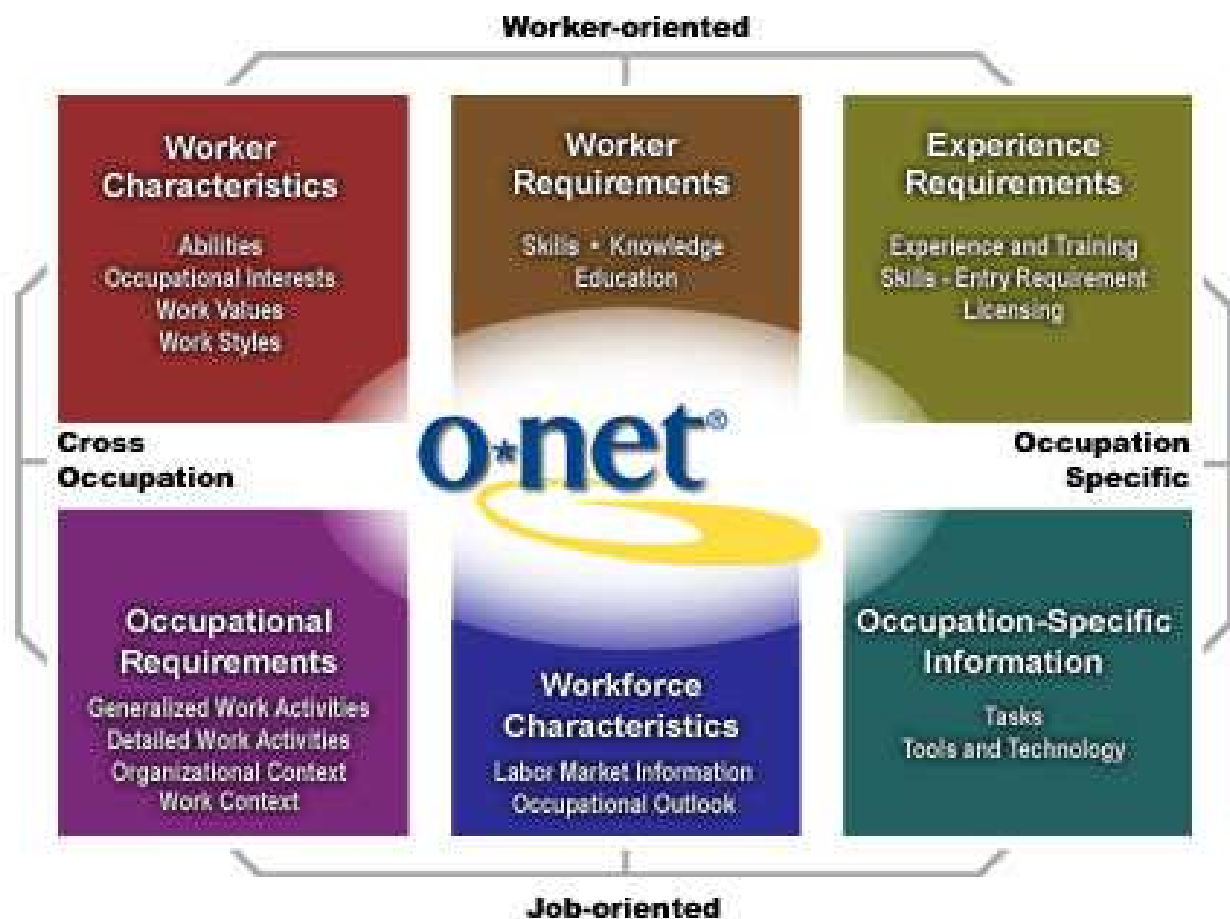 Worker-oriented
Worker
Characteristics
Abilities
Occupational Interests
Work Values
Work Styles
Worker
Requirements
Skills • Knowledge
Education
Experience
Requirements
Experience and Training
Skills - Entry Requirement
Licensing
Cross
Occupation
o*net®
Occupation
Specific
Occupational
Requirements
Generalized Work Activities
Detailed Work Activities
Organizational Context
Work Context
Workforce
Characteristics
Labor Market Information
Occupational Outlook
Occupation-Specific
Information
Tasks
Tools and Technology
Job-oriented